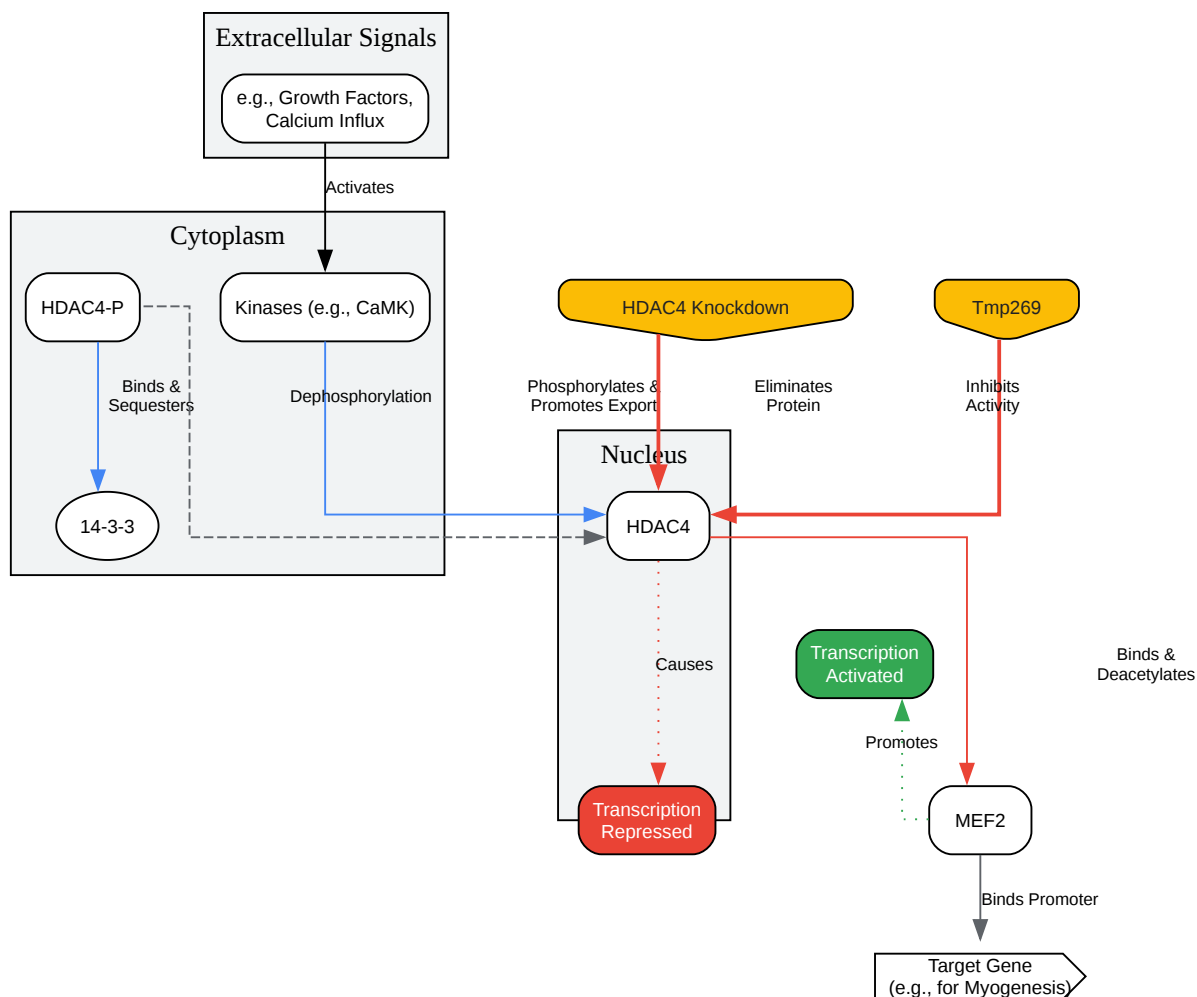 Extracellular Signals
e.g., Growth Factors,
Calcium Influx
Activates
Cytoplasm
HDAC4-P
Kinases (e.g., CaMK)
HDAC4 Knockdown
Tmp269
Binds &
Sequesters
Dephosphorylation
Phosphorylates &
Promotes Export
Eliminates
Protein
Inhibits
Activity
Nucleus
14-3-3
HDAC4
Transcription
Activated
Causes
Binds &
Deacetylates
Promotes
Transcription
Repressed
MEF2
Binds Promoter
Target Gene
(e.g., for Myogenesis)